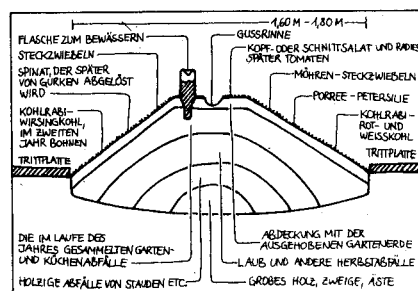 1,60 M - 1,80 M
FLASCHE ZUM BEWÄSSERN
STECKZWIEBELN
SPINAT, DER SPÄTER
VON GURKEN ABGELÖST
WIRD
KOHLRABI-
WIRSINGKOHL,
IM ZWEITEN
JAHR BOHNEN
TRITTPLATTE
GUSSRINNE
KOPF- ODER SCHNITTSALAT UND RADIES
SPÄTER TOMATEN
MÖHREN - STECKZWIEBELN
PORREE - PETERSILIE
KOHLRABI-
ROT- UND
WEISSKOHL
TRITTPLATTE
DIE IM LAUFE DES
JAHRES GESAMMELTEN GARTEN-
UND KÜCHENABFÄLLE
HOLZIGE ABFÄLLE VON STAUDEN ETC.
ABDECKUNG MIT DER
AUSGEHOBENEN GARTENERDE
LAUB UND ANDERE HERBSTABFÄLLE
GROBES HOLZ, ZWEIGE, ÄSTE